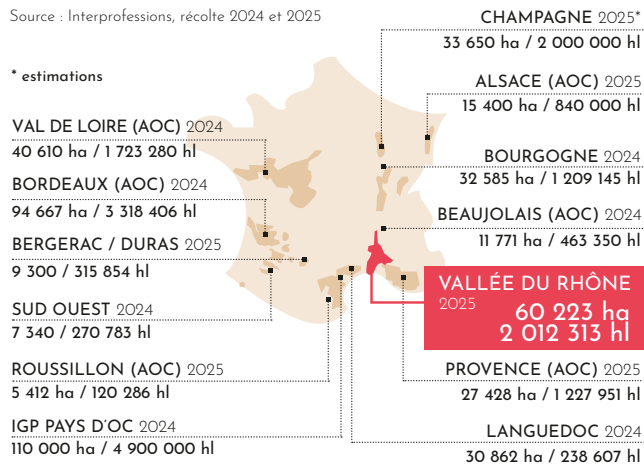 Source : Interprofessions, récolte 2024 et 2025
* estimations
VAL DE LOIRE (AOC) 2024
40 610 ha / 1 723 280 hl
BORDEAUX (AOC) 2024
94 667 ha / 3 318 406 hl
BERGERAC / DURAS 2025
9 300 / 315 854 hl
SUD OUEST 2024
7 340 / 270 783 hl
ROUSSILLON (AOC) 2025
5 412 ha / 120 286 hl
IGP PAYS D'OC 2024
110 000 ha / 4 900 000 hl
CHAMPAGNE 2025*
33 650 ha / 2 000 000 hl
ALSACE (AOC) 2025
15 400 ha / 840 000 hl
BOURGOGNE 2024
32 585 ha / 1 209 145 hl
BEAUJOLAIS (AOC) 2024
11 771 ha / 463 350 hl
VALLÉE DU RHÔNE
2025
60 223 ha
2 012 313 hl
PROVENCE (AOC) 2025
27 428 ha / 1 227 951 hl
LANGUEDOC 2024
30 862 ha / 238 607 hl